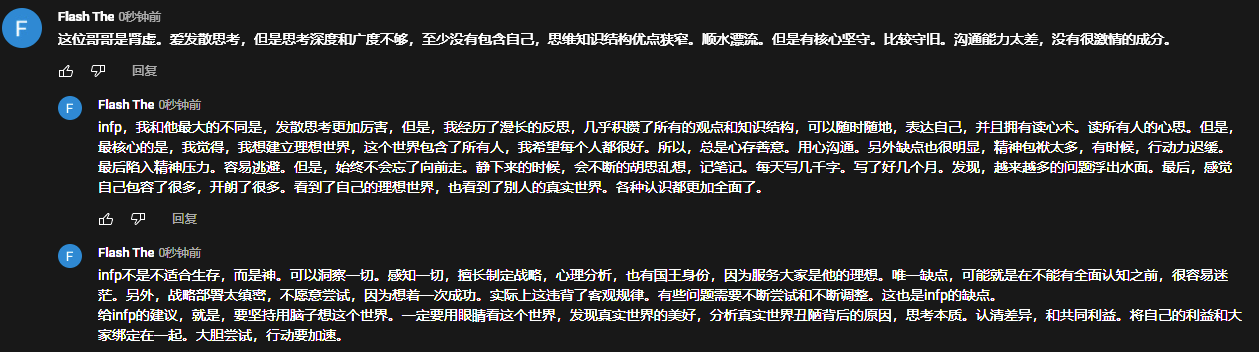 F
Flash The 0秒钟前
这位哥哥是肾虚。爱发散思考，但是思考深度和广度不够，至少没有包含自己，思维知识结构优点狭窄。顺水漂流。但是有核心坚守。比较守旧。沟通能力太差，没有很激情的成分。
回复
F
Flash The 0秒钟前
infp，我和他最大的不同是，发散思考更加厉害，但是，我经历了漫长的反思，几乎积攒了所有的观点和知识结构，可以随时随地，表达自己，并且拥有读心术。读所有人的心思。但是，
最核心的是，我觉得，我想建立理想世界，这个世界包含了所有人，我希望每个人都很好。所以，总是心存善意。用心沟通。另外缺点也很明显，精神包袱太多，有时候，行动力迟缓。
最后陷入精神压力。容易逃避。但是，始终不会忘了向前走。静下来的时候，会不断的胡思乱想，记笔记。每天写几千字。写了好几个月。发现，越来越多的问题浮出水面。最后，感觉
自己包容了很多，开朗了很多。看到了自己的理想世界，也看到了别人的真实世界。各种认识都更加全面了。
回复
F
Flash The 0秒钟前
infp不是不适合生存，而是神。可以洞察一切。感知一切，擅长制定战略，心理分析，也有国王身份，因为服务大家是他的理想。唯一缺点，可能就是在不能有全面认知之前，很容易迷
茫。另外，战略部署太缜密，不愿意尝试，因为想着一次成功。实际上这违背了客观规律。有些问题需要不断尝试和不断调整。这也是infp的缺点。
给infp的建议，就是，要坚持用脑子想这个世界。一定要用眼睛看这个世界，发现真实世界的美好，分析真实世界丑陋背后的原因，思考本质。认清差异，和共同利益。将自己的利益和大
家绑定在一起。大胆尝试，行动要加速。